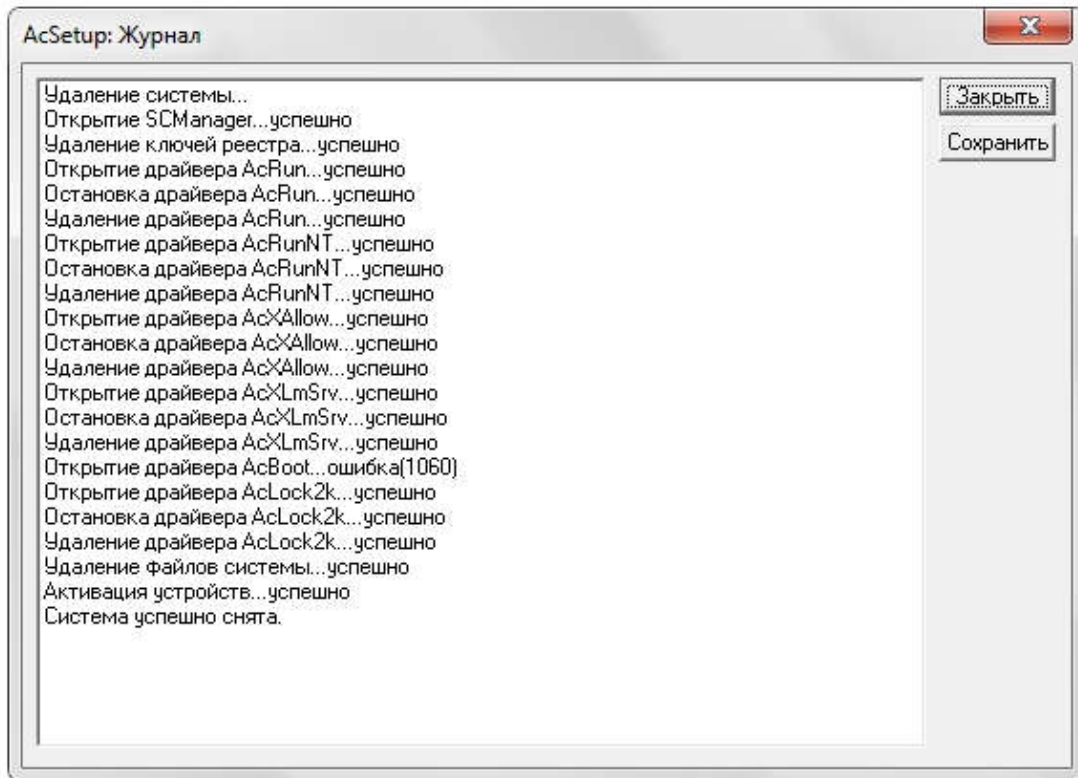 AcSetup: Журнал
Удаление системы...
Открытие SCManager...успешно
Удаление ключей реестра...успешно
Открытие драйвера AcRun...успешно
Остановка драйвера AcRun...успешно
Удаление драйвера AcRun...успешно
Открытие драйвера AcRunNT...успешно
Остановка драйвера AcRunNT...успешно
Удаление драйвера AcRunNT...успешно
Открытие драйвера AcXAllow...успешно
Остановка драйвера AcXAllow...успешно
Удаление драйвера AcXAllow...успешно
Открытие драйвера AcXLmSrv...успешно
Остановка драйвера AcXLmSrv...успешно
Удаление драйвера AcXLmSrv...успешно
Открытие драйвера AcBoot...ошибка(1060)
Открытие драйвера AcLock2k...успешно
Остановка драйвера AcLock2k...успешно
Удаление драйвера AcLock2k...успешно
Удаление файлов системы...успешно
Активация устройств...успешно
Система успешно снята.
Закрыть
Сохранить